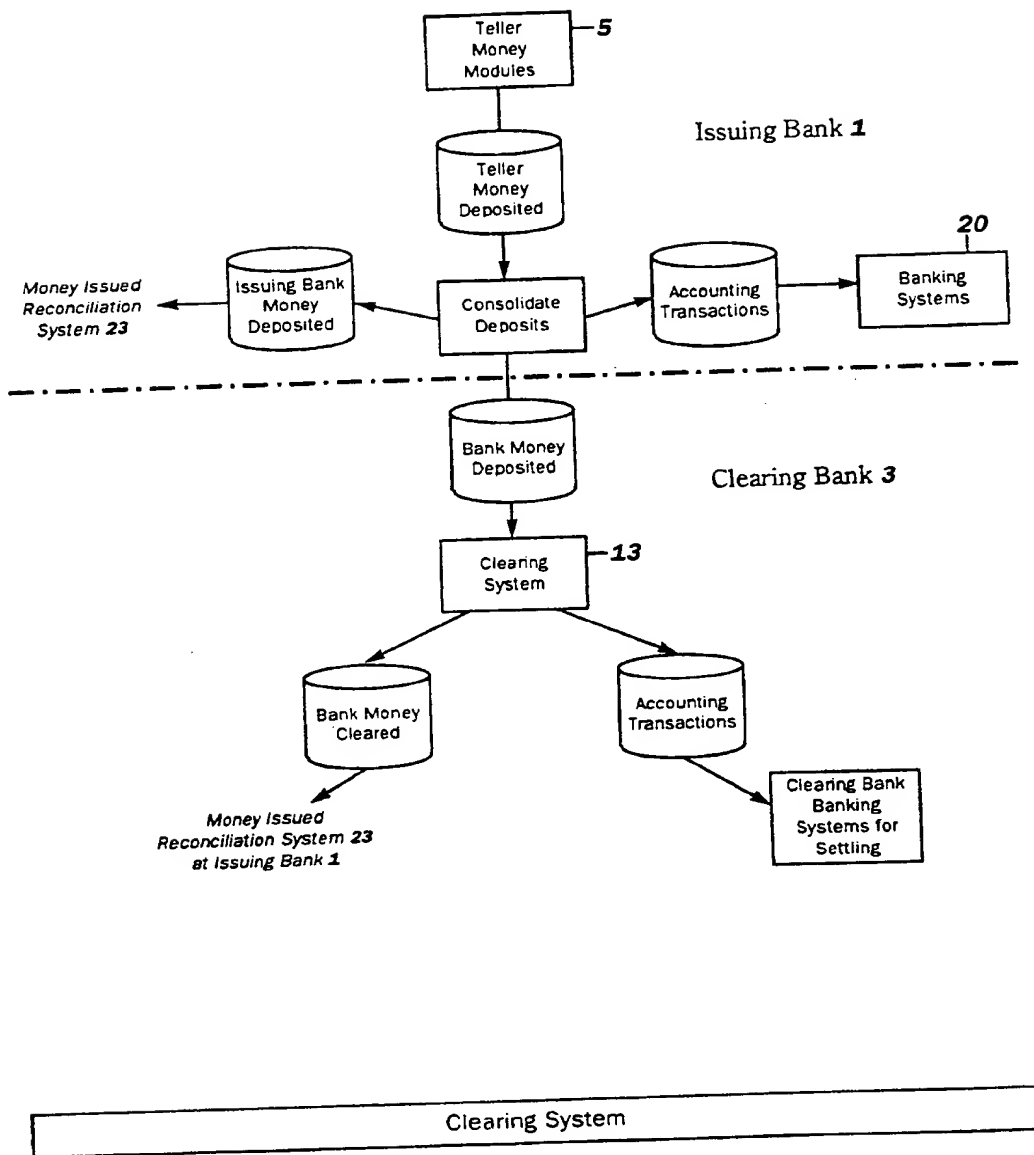 Teller
Money
Modules
5
Issuing Bank 1
Teller
Money
Deposited
20
Money Issued
Reconciliation
System 23
Issuing Bank
Money
Deposited
Consolidate
Deposits
Accounting
Transactions
Banking
Systems
Bank Money
Deposited
Clearing Bank 3
Clearing
System
13
Bank Money
Cleared
Accounting
Transactions
Money Issued
Reconciliation System 23
at Issuing Bank 1
Clearing Bank
Banking
Systems for
Settling
Clearing System